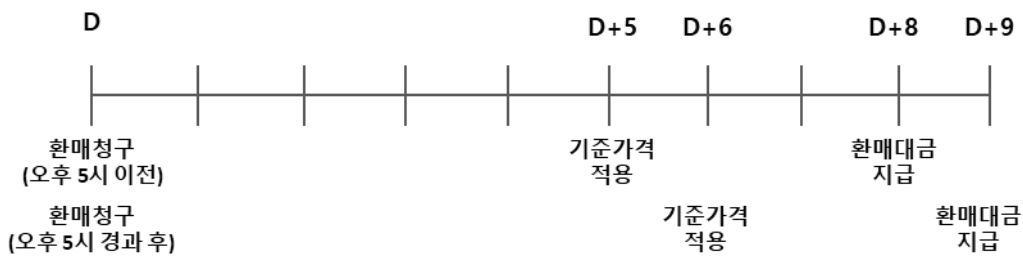 D
D+5
D+6
D+8
D+9
환매청구
(오후 5시 이전)
기준가격
적용
환매대금
지급
환매청구
(오후 5시 경과 후)
기준가격
적용
환매대금
지급